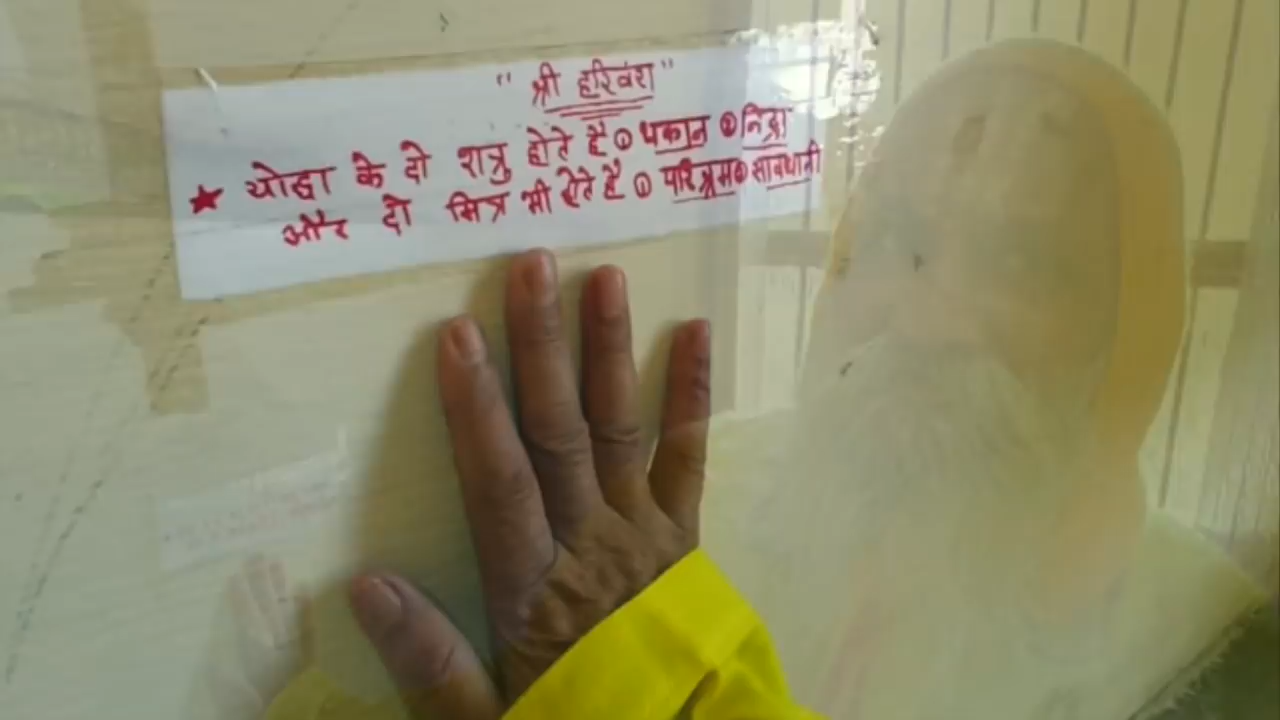 " श्री हरिवंश "
★ योद्धा के दो शत्रु होते है ① थकान ② निद्रा
और दो मित्र भी होते है ① परिश्रम ② सावधानी